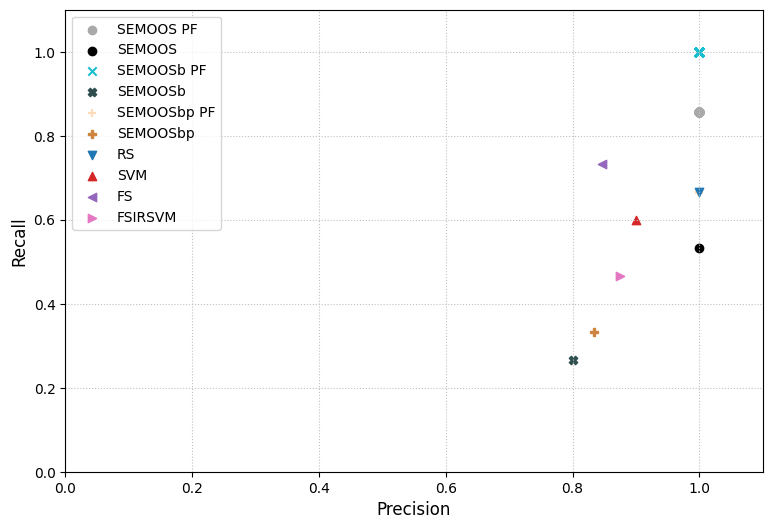 SEMOOS PF
SEMOOS
SEMOOSb PF
SEMOOSb
SEMOOSbp PF
SEMOOSbp
RS
SVM
FS
FSIRSVM
1.0
0.8
0.6
0.4
0.2
0.0
Recall
0.0 0.2 0.4 0.6 0.8 1.0
Precision